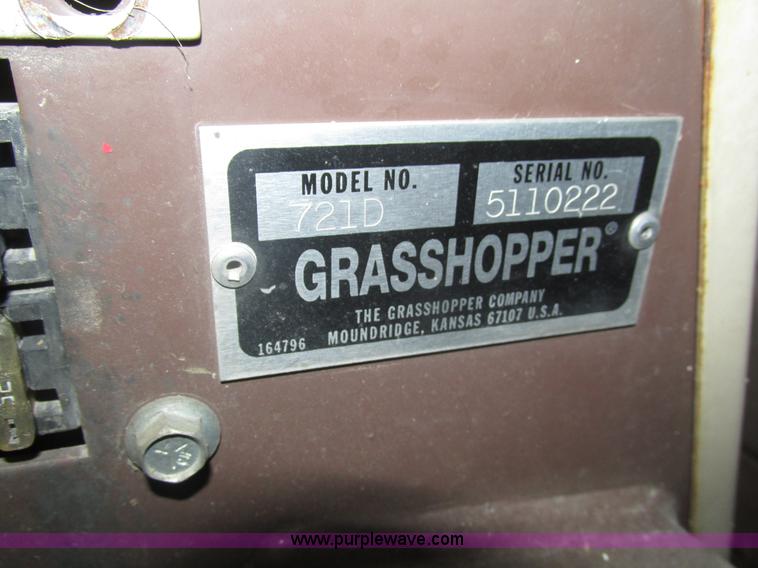 MODEL NO. SERIAL NO.
721D 5110222
GRASSHOPPER®
THE GRASSHOPPER COMPANY
164796 MOUNDRIDGE, KANSAS 67107 U.S.A.
www.purplewave.com